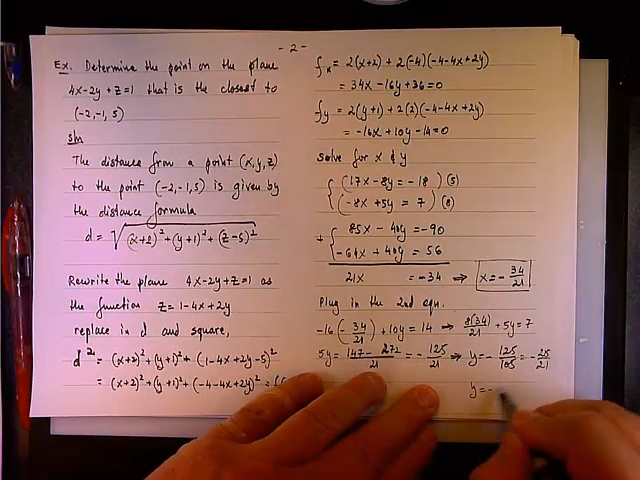 - 2 -
Ex. Determine the point on the plane
4x-2y+z=1 that is the closest to
(-2,-1,5)
Sln
The distance from a point (x,y,z)
to the point (-2,-1,5) is given by
the distance formula
d = √((x+2)²+(y+1)²+(z-5)²)
Rewrite the plane 4x-2y+z=1 as
the function z=1-4x+2y
replace in d and square,
d² = (x+2)²+(y+1)²+(1-4x+2y-5)²
= (x+2)²+(y+1)²+(-4-4x+2y)² =
fx = 2(x+2)+2(-4)(-4-4x+2y)
= 34x-16y+36=0
fy = 2(y+1)+2(2)(-4-4x+2y)
= -16x+10y-14=0
Solve for x & y
{ (17x-8y=-18) (5)
(-8x+5y=7) (8)
+ { 85x-40y=-90
-64x+40y=56
21x = -34 → x=-34/21
Plug in the 2nd eqn.
-16(-34/21)+10y=14 → 8(34)/21+5y=7
5y= (147-272)/21 = -125/21 ⇒ y=-125/105=-25/21
y=-